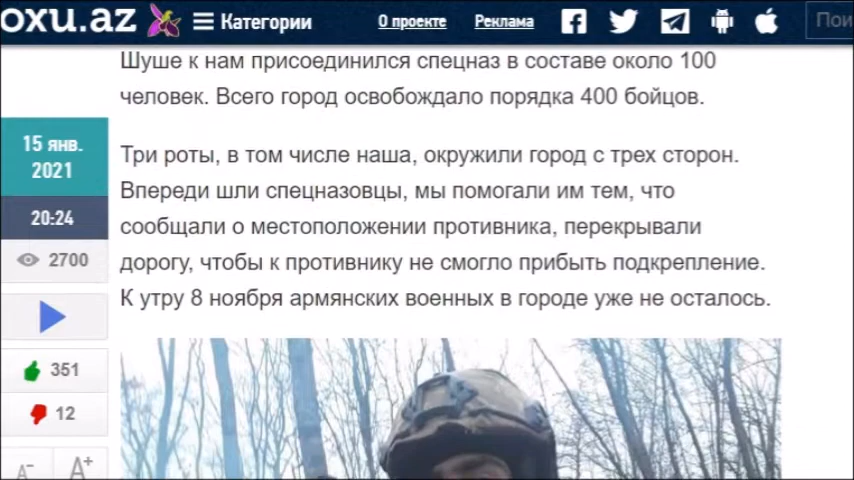 oxu.az
Категории
О проекте
Реклама
Пои
Шуше к нам присоединился спецназ в составе около 100
человек. Всего город освобождало порядка 400 бойцов.
15 янв.
2021
20:24
2700
351
12
A-
A+
Три роты, в том числе наша, окружили город с трех сторон.
Впереди шли спецназовцы, мы помогали им тем, что
сообщали о местоположении противника, перекрывали
дорогу, чтобы к противнику не смогло прибыть подкрепление.
К утру 8 ноября армянских военных в городе уже не осталось.